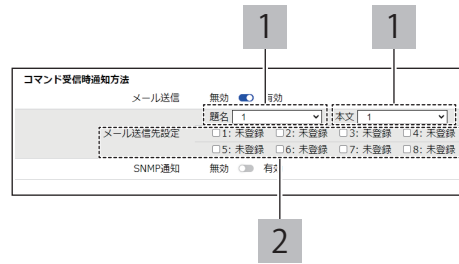 1 1
コマンド受信時通知方法
メール送信 無効 有効
題名 1 本文 1
メール送信先設定 1: 未登録 2: 未登録 3: 未登録 4: 未登録
5: 未登録 6: 未登録 7: 未登録 8: 未登録
SNMP通知 無効 有効
2